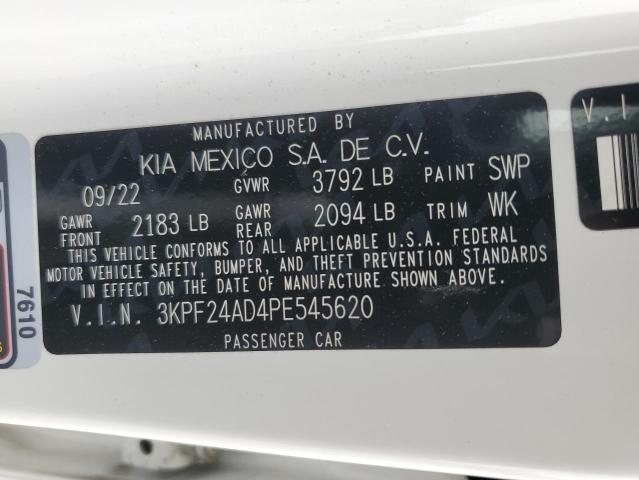 MANUFACTURED BY
KIA MEXICO S.A. DE C.V.
09/22 GVWR 3792 LB PAINT SWP
GAWR FRONT 2183 LB GAWR REAR 2094 LB TRIM WK
THIS VEHICLE CONFORMS TO ALL APPLICABLE U.S.A. FEDERAL
MOTOR VEHICLE SAFETY, BUMPER, AND THEFT PREVENTION STANDARDS
IN EFFECT ON THE DATE OF MANUFACTURE SHOWN ABOVE.
V.I.N. 3KPF24AD4PE545620
PASSENGER CAR
7610
V.I